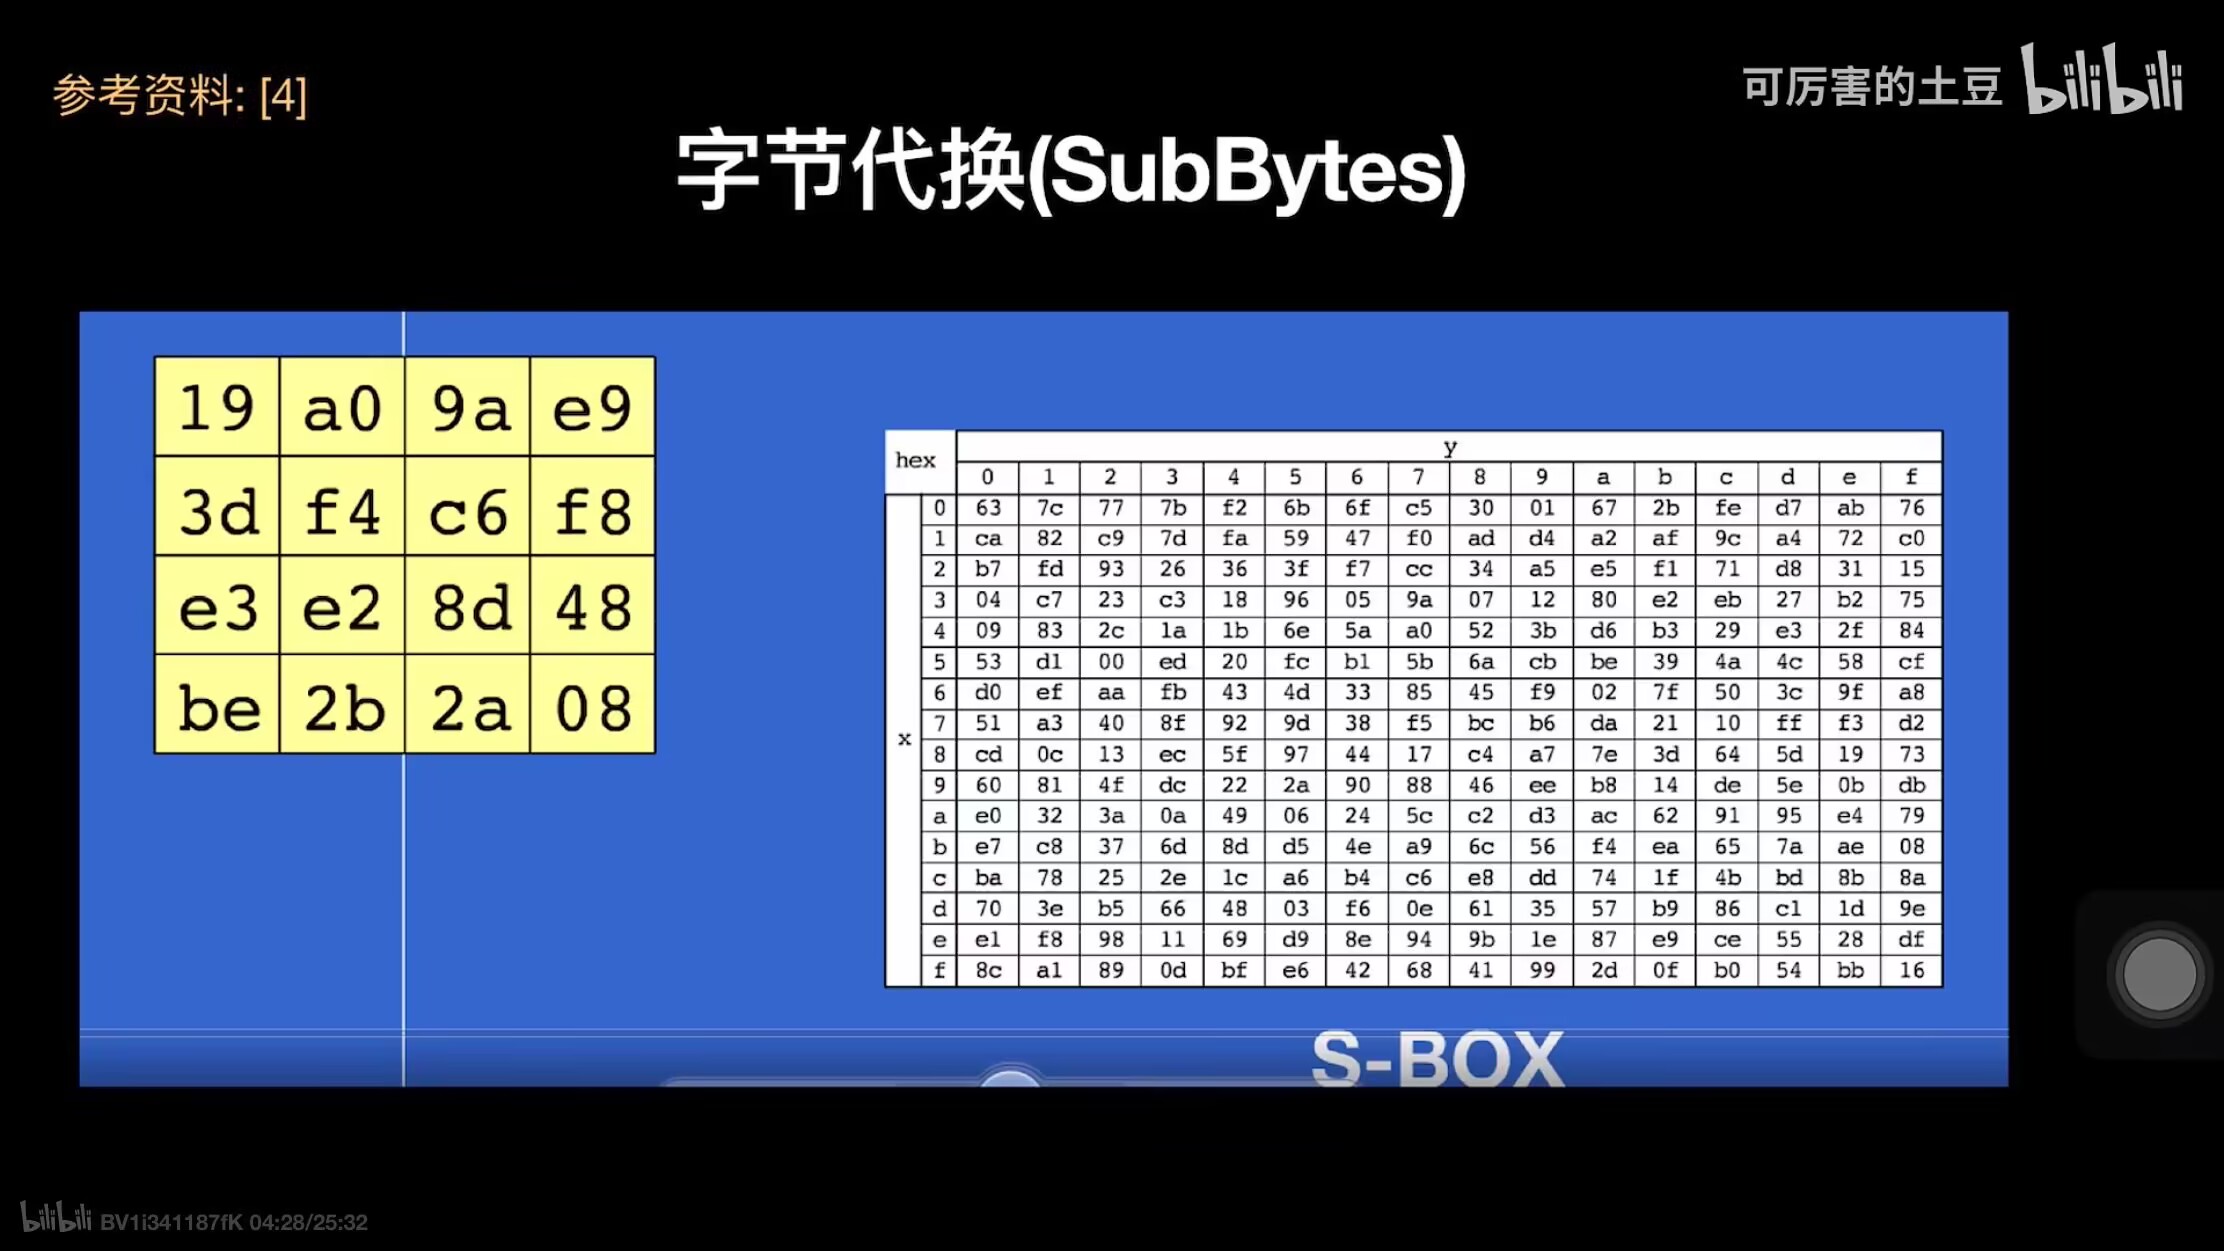 参考资料: [4]
可厉害的土豆 bilibili
字节代换(SubBytes)
19 a0 9a e9
3d f4 c6 f8
e3 e2 8d 48
be 2b 2a 08
hex y
0 1 2 3 4 5 6 7 8 9 a b c d e f
0 63 7c 77 7b f2 6b 6f c5 30 01 67 2b fe d7 ab 76
1 ca 82 c9 7d fa 59 47 f0 ad d4 a2 af 9c a4 72 c0
2 b7 fd 93 26 36 3f f7 cc 34 a5 e5 f1 71 d8 31 15
3 04 c7 23 c3 18 96 05 9a 07 12 80 e2 eb 27 b2 75
4 09 83 2c 1a 1b 6e 5a a0 52 3b d6 b3 29 e3 2f 84
5 53 d1 00 ed 20 fc b1 5b 6a cb be 39 4a 4c 58 cf
6 d0 ef aa fb 43 4d 33 85 45 f9 02 7f 50 3c 9f a8
x 7 51 a3 40 8f 92 9d 38 f5 bc b6 da 21 10 ff f3 d2
8 cd 0c 13 ec 5f 97 44 17 c4 a7 7e 3d 64 5d 19 73
9 60 81 4f dc 22 2a 90 88 46 ee b8 14 de 5e 0b db
a e0 32 3a 0a 49 06 24 5c c2 d3 ac 62 91 95 e4 79
b e7 c8 37 6d 8d d5 4e a9 6c 56 f4 ea 65 7a ae 08
c ba 78 25 2e 1c a6 b4 c6 e8 dd 74 1f 4b bd 8b 8a
d 70 3e b5 66 48 03 f6 0e 61 35 57 b9 86 c1 1d 9e
e e1 f8 98 11 69 d9 8e 94 9b 1e 87 e9 ce 55 28 df
f 8c a1 89 0d bf e6 42 68 41 99 2d 0f b0 54 bb 16
S-BOX
bilibili BV1i341187fK 04:28/25:32